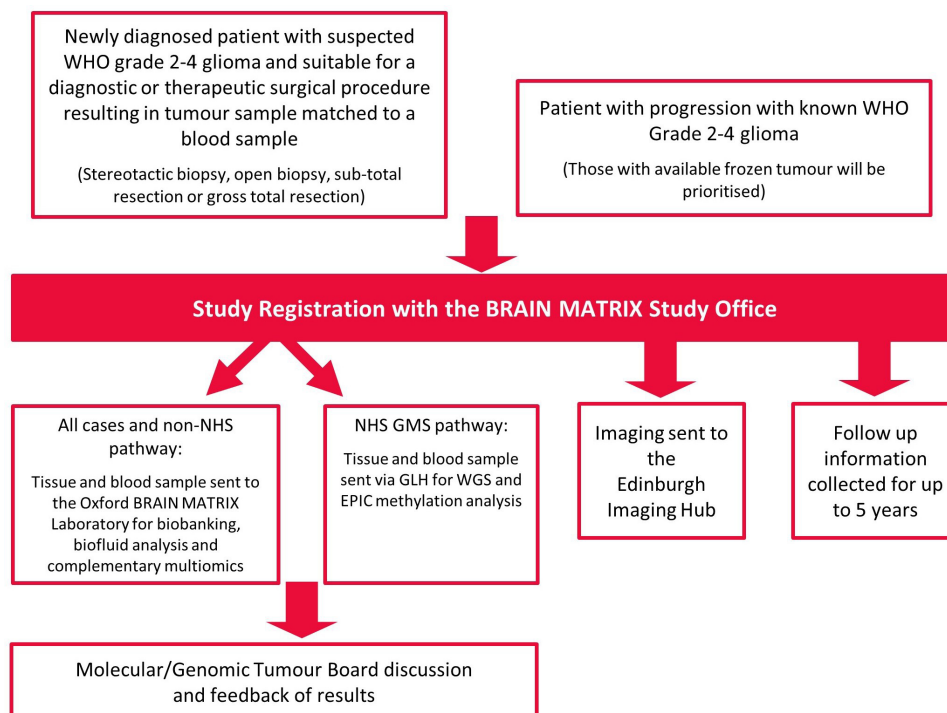 Newly diagnosed patient with suspected
WHO grade 2-4 glioma and suitable for a
diagnostic or therapeutic surgical procedure
resulting in tumour sample matched to a
blood sample
(Stereotactic biopsy, open biopsy, sub-total
resection or gross total resection)
Patient with progression with known WHO
Grade 2-4 glioma
(Those with available frozen tumour will be
prioritised)
Study Registration with the BRAIN MATRIX Study Office
All cases and non-NHS
pathway:
Tissue and blood sample sent to
the Oxford BRAIN MATRIX
Laboratory for biobanking,
biofluid analysis and
complementary multiomics
NHS GMS pathway:
Tissue and blood sample
sent via GLH for WGS and
EPIC methylation analysis
Imaging sent to
the
Edinburgh
Imaging Hub
Follow up
information
collected for up
to 5 years
Molecular/Genomic Tumour Board discussion
and feedback of results